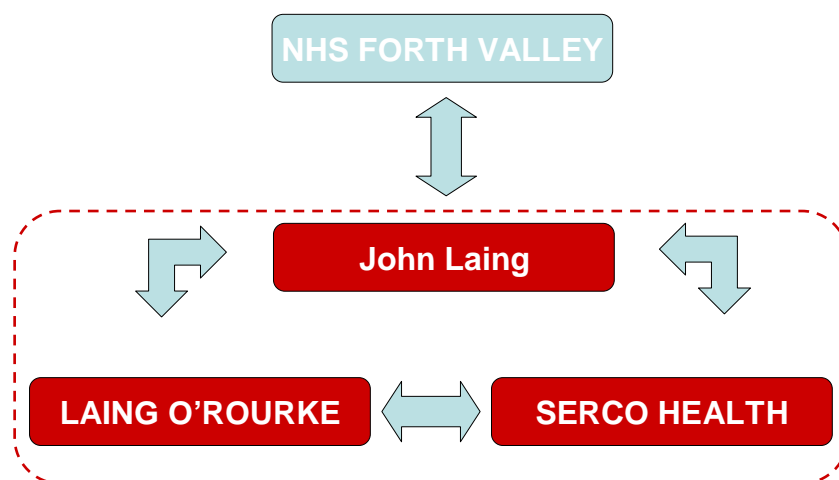 NHS FORTH VALLEY
John Laing
LAING O’ROURKE
SERCO HEALTH